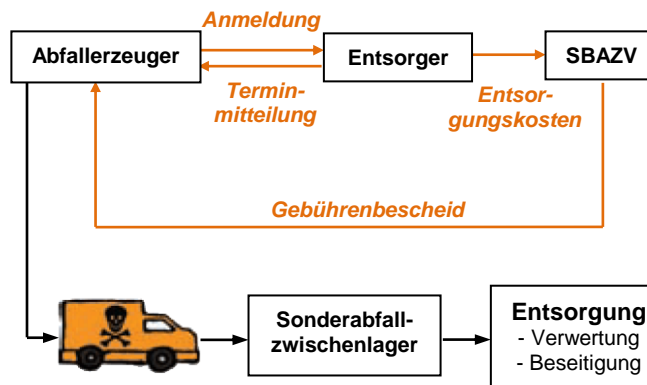 Anmeldung
Abfallerzeuger
Entsorger
SBAZV
Termin-
mitteilung
Entsor-
gungskosten
Gebührenbescheid
Sonderabfall-
zwischenlager
Entsorgung
- Verwertung
- Beseitigung